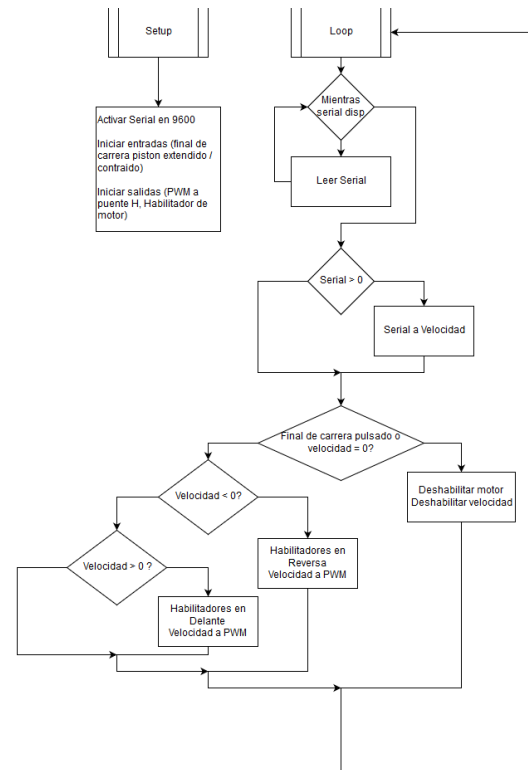 Setup
Loop
Activar Serial en 9600
Iniciar entradas (final de
carrera piston extendido /
contraido)
Iniciar salidas (PWM a
puente H, Habilitador de
motor)
Mientras
serial disp.
Leer Serial
Serial > 0
Serial a Velocidad
Final de carrera pulsado o
velocidad = 0?
Velocidad < 0?
Deshabilitar motor
Deshabilitar velocidad
Velocidad > 0 ?
Habilitadores en
Reversa
Velocidad a PWM
Habilitadores en
Delante
Velocidad a PWM